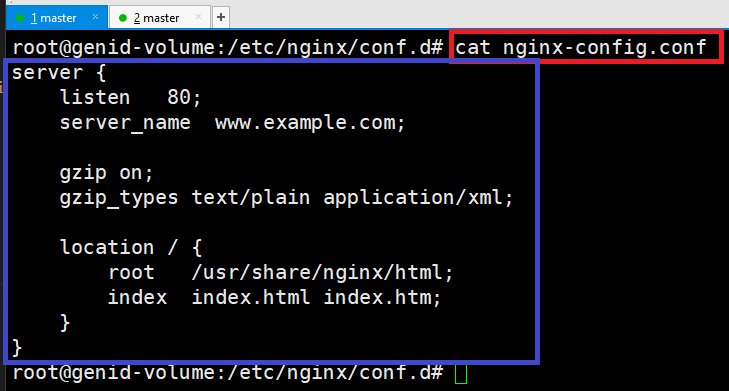 1 master × 2 master × +
root@genid-volume:/etc/nginx/conf.d# cat nginx-config.conf
server {
    listen   80;
    server_name  www.example.com;

    gzip on;
    gzip_types text/plain application/xml;

    location / {
        root   /usr/share/nginx/html;
        index  index.html index.htm;
    }
}
root@genid-volume:/etc/nginx/conf.d#